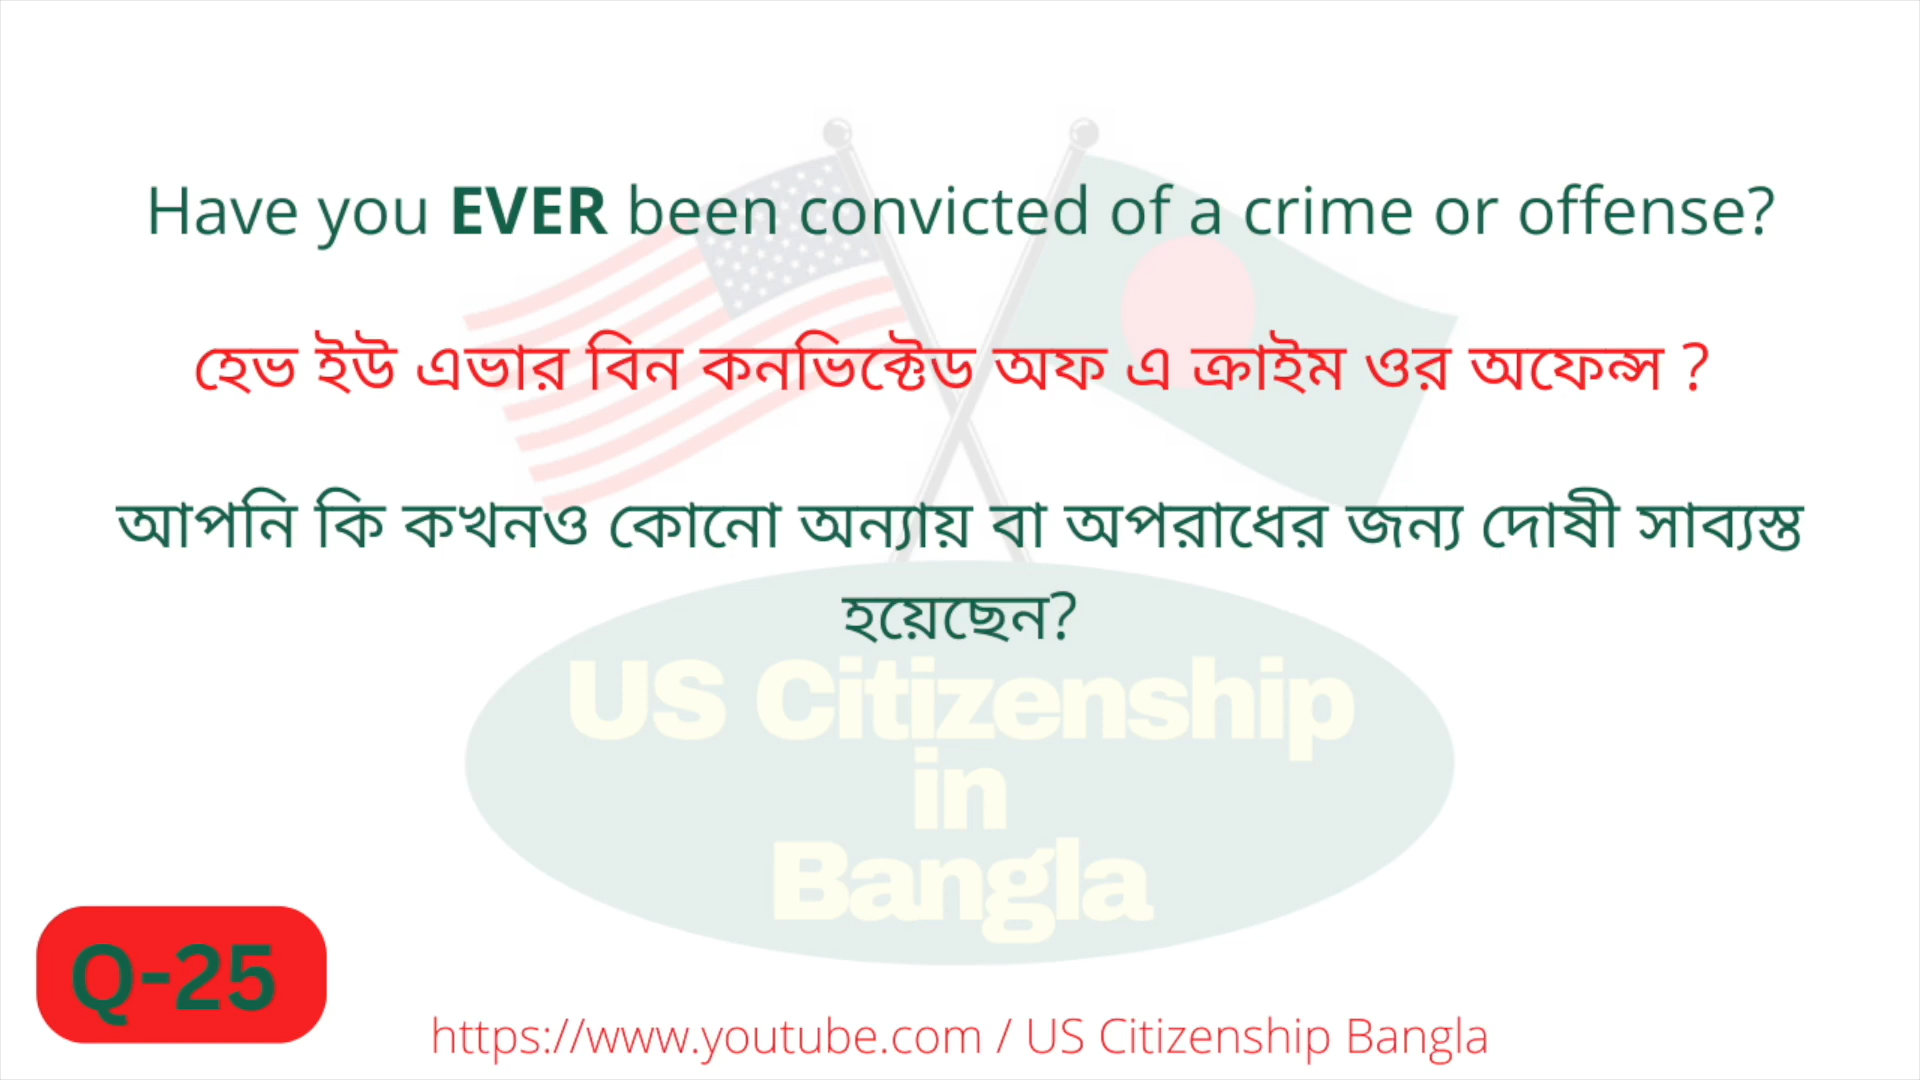 Have you EVER been convicted of a crime or offense?
হেভ ইউ এভার বিন কনভিক্টেড অফ এ ক্রাইম ওর অফেন্স ?
আপনি কি কখনও কোনো অন্যায় বা অপরাধের জন্য দোষী সাব্যস্ত
হয়েছেন?
US Citizenship
in
Bangla
Q-25
https://www.youtube.com / US Citizenship Bangla